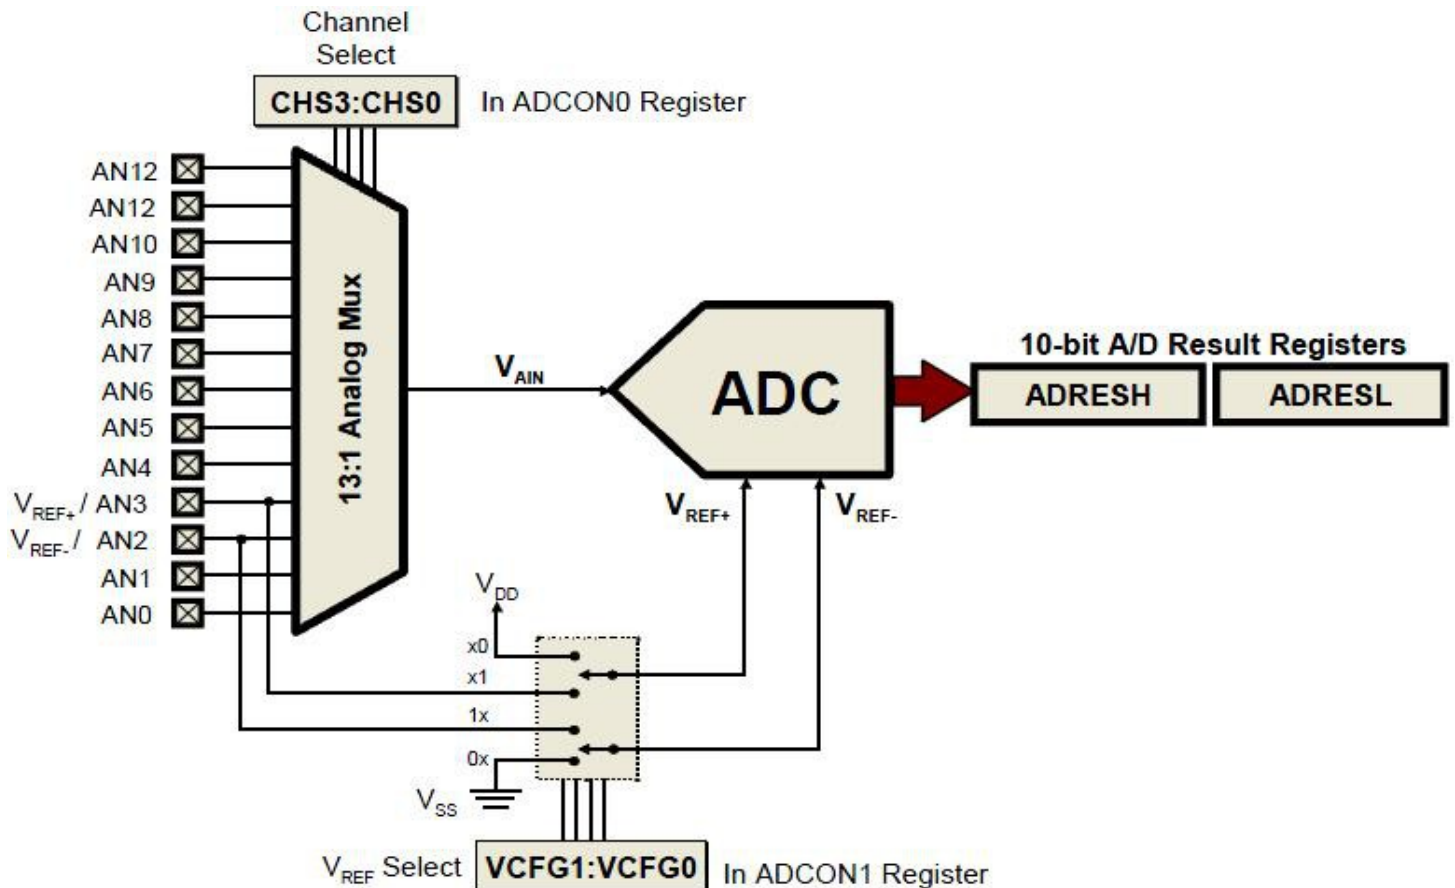 Channel
Select
CHS3:CHS0
In ADCON0 Register
AN12
AN12
AN10
AN9
AN8
AN7
AN6
AN5
AN4
VREF+ / AN3
VREF- / AN2
AN1
AN0
13:1 Analog Mux
VAIN
ADC
10-bit A/D Result Registers
ADRESH
ADRESL
VREF+
VREF-
VDD
x0
x1
1x
0x
VSS
VREF Select
VCFG1:VCFG0
In ADCON1 Register